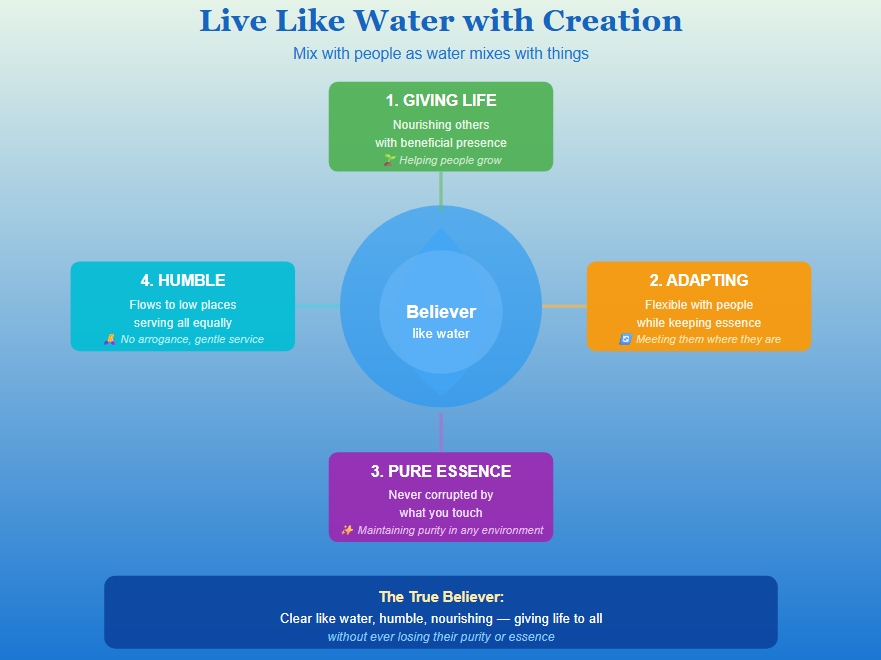 Live Like Water with Creation
Mix with people as water mixes with things
1. GIVING LIFE
Nourishing others
with beneficial presence
🌱 Helping people grow
4. HUMBLE
Flows to low places
serving all equally
No arrogance, gentle service
Believer
like water
2. ADAPTING
Flexible with people
while keeping essence
🔄 Meeting them where they are
3. PURE ESSENCE
Never corrupted by
what you touch
✨ Maintaining purity in any environment
The True Believer:
Clear like water, humble, nourishing — giving life to all
without ever losing their purity or essence